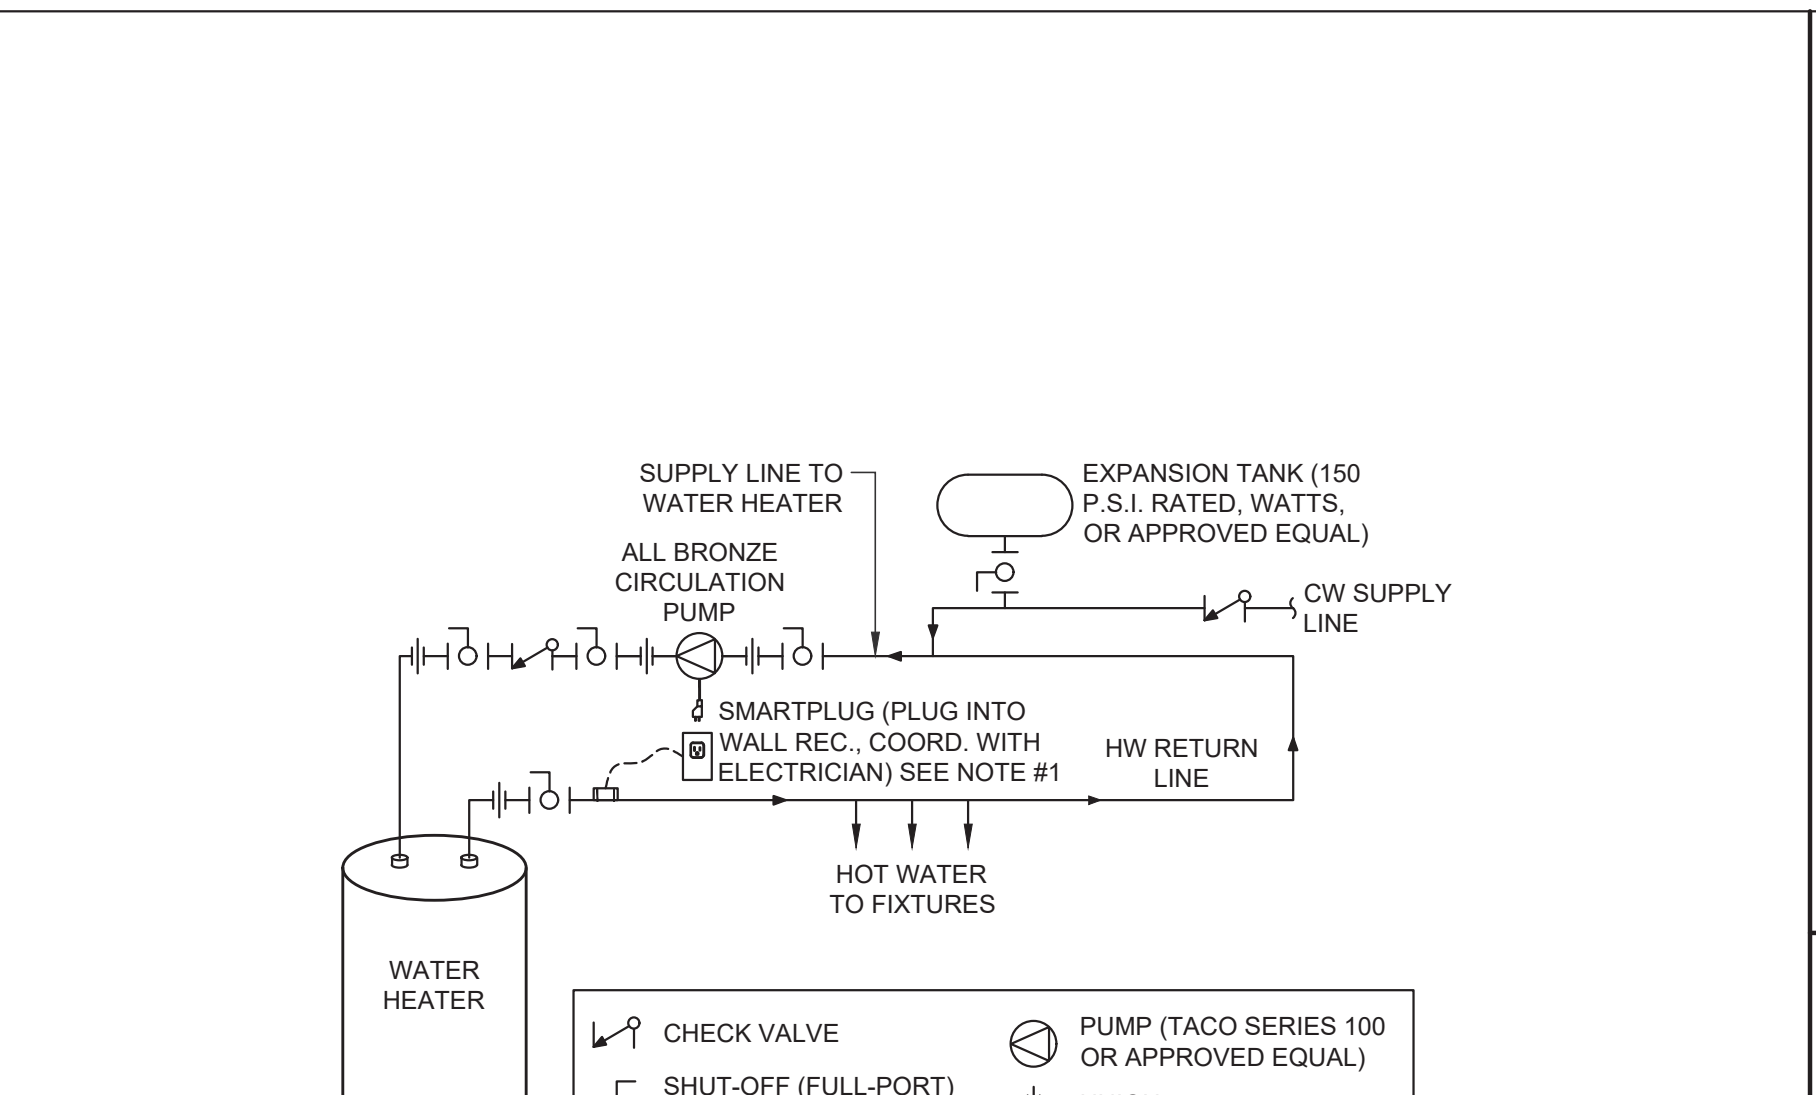 SUPPLY LINE TO
WATER HEATER
EXPANSION TANK (150
P.S.I. RATED, WATTS,
OR APPROVED EQUAL)
ALL BRONZE
CIRCULATION
PUMP
CW SUPPLY
LINE
SMARTPLUG (PLUG INTO
WALL REC., COORD. WITH
ELECTRICIAN) SEE NOTE #1
HW RETURN
LINE
HOT WATER
TO FIXTURES
WATER
HEATER
CHECK VALVE
PUMP (TACO SERIES 100
OR APPROVED EQUAL)
SHUT-OFF (FULL-PORT)